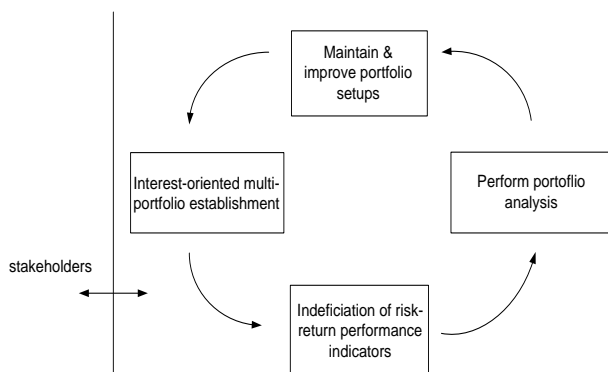 Maintain &
improve portfolio
setups
Interest-oriented multi-
portfolio establishment
Perform portoflio
analysis
stakeholders
Indeficiation of risk-
return performance
indicators